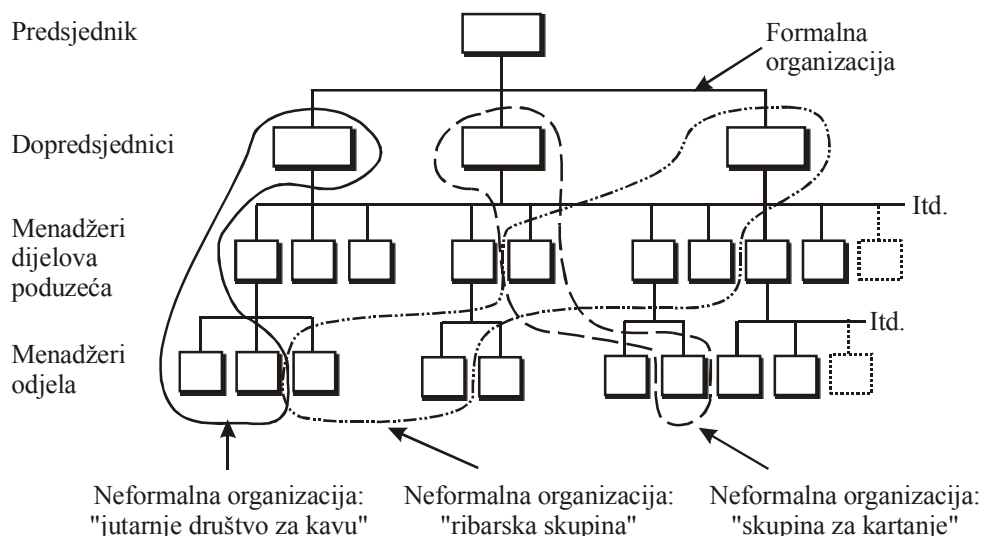 Predsjednik
Formalna
organizacija
Dopredsjednici
Itd.
Menadžeri
dijelova
poduzeća
Itd.
Menadžeri
odjela
Neformalna organizacija:
"jutarnje društvo za kavu"
Neformalna organizacija:
"ribarska skupina"
Neformalna organizacija:
"skupina za kartanje"